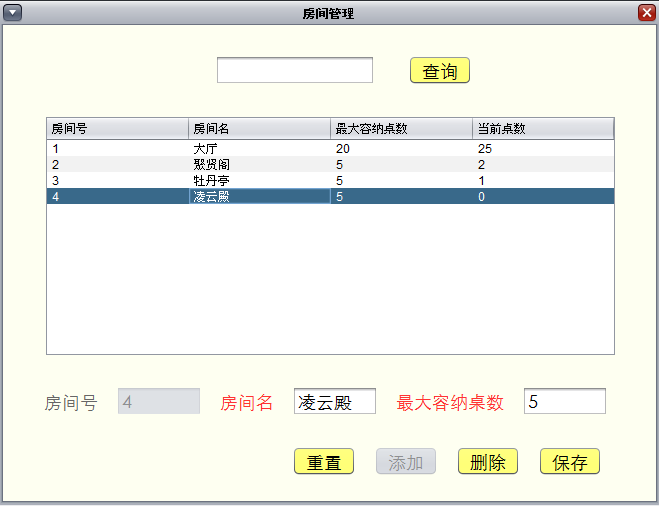 房间管理
查询
房间号 房间名 最大容纳桌数 当前桌数
1 大厅 20 25
2 聚贤阁 5 2
3 牡丹亭 5 1
4 凌云殿 5 0
房间号 4 房间名 凌云殿 最大容纳桌数 5
重置 添加 删除 保存